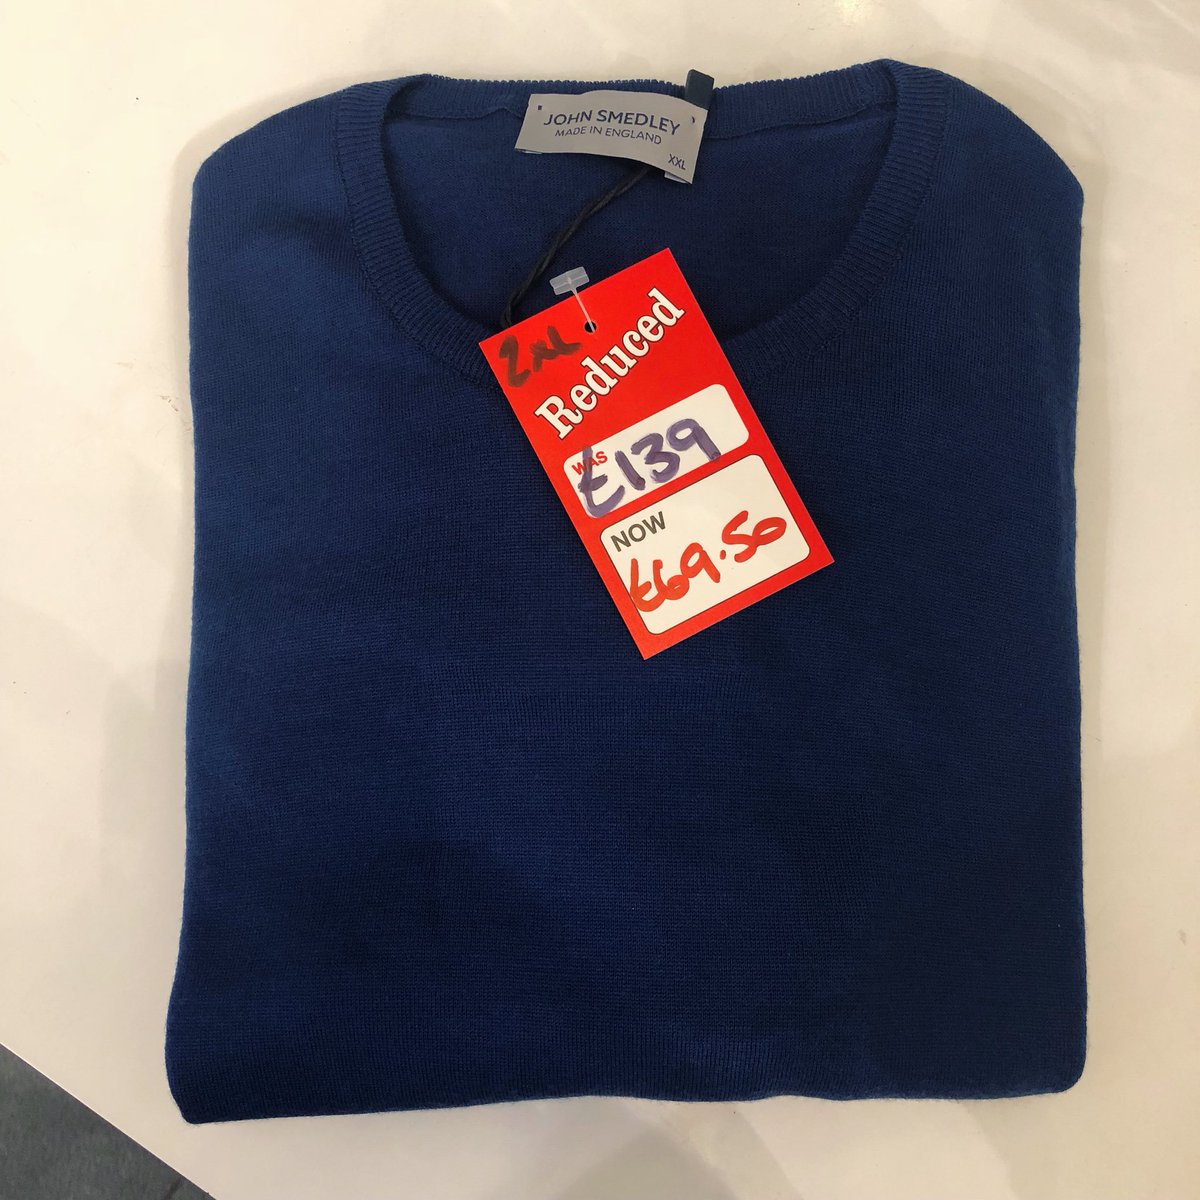 JOHN SMEDLEY
MADE IN ENGLAND
XXL
2XL
Reduced
WAS
£139
NOW
£69.50